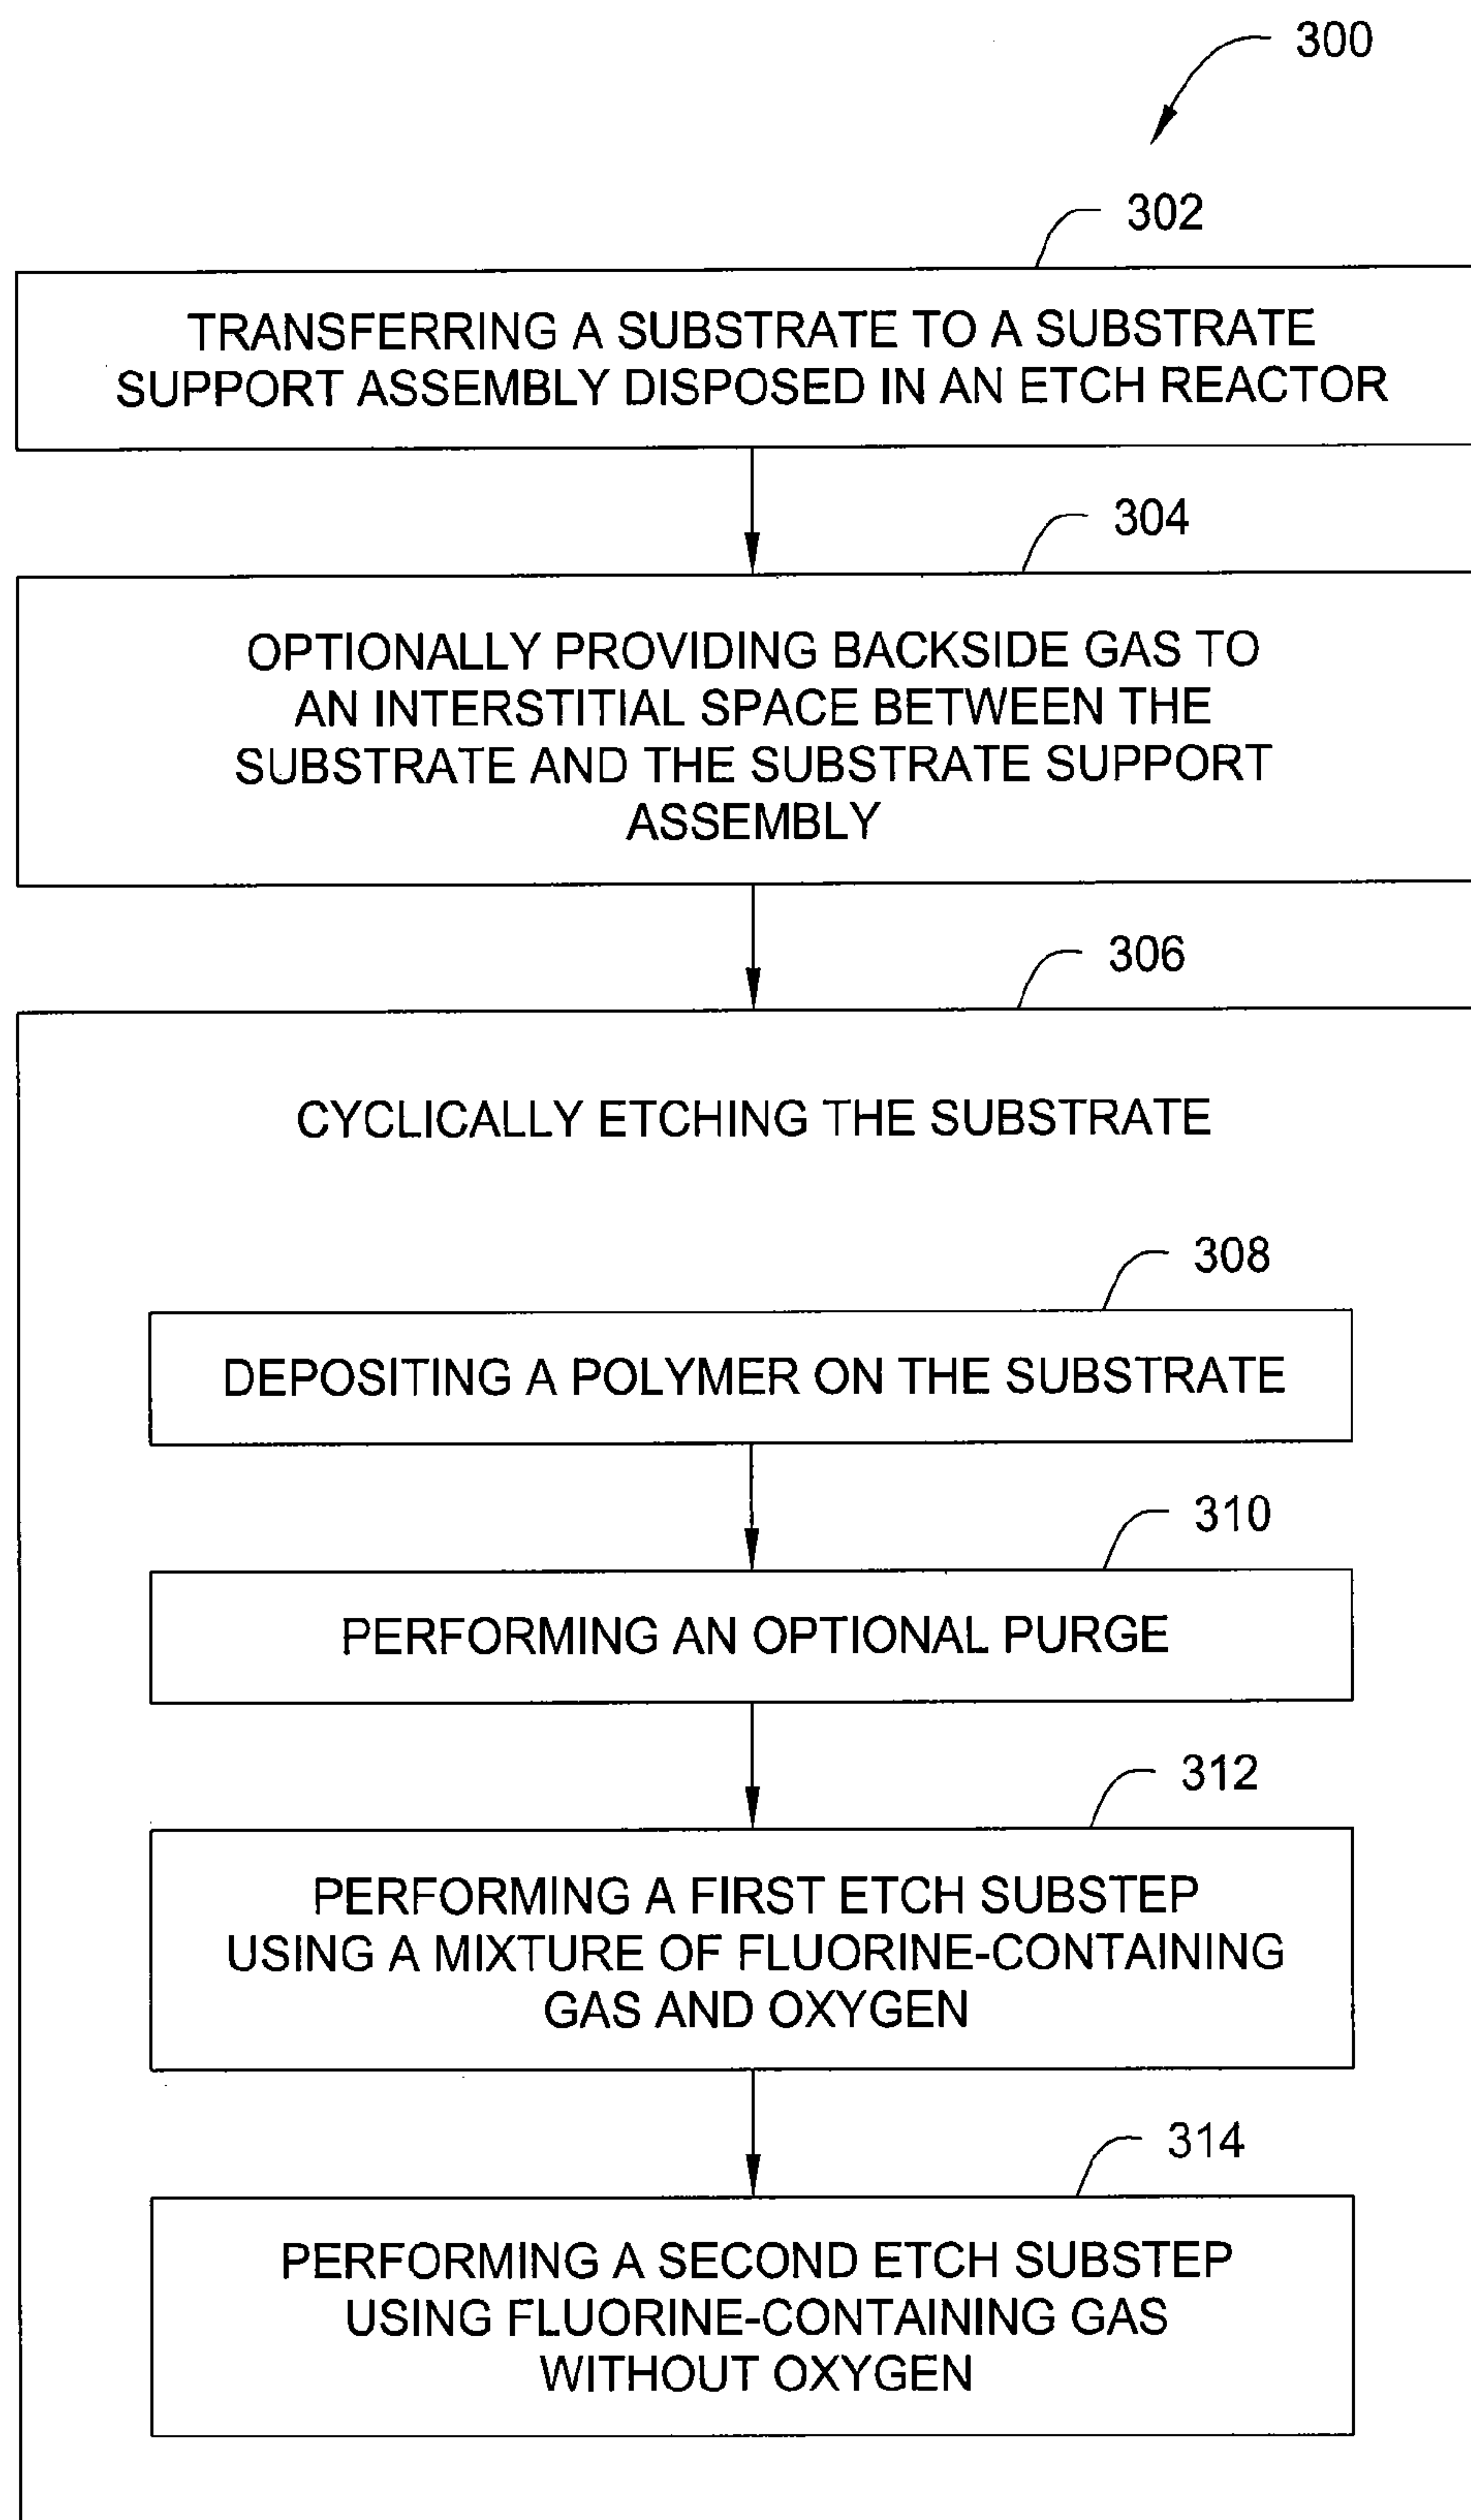 300
302
TRANSFERRING A SUBSTRATE TO A SUBSTRATE
SUPPORT ASSEMBLY DISPOSED IN AN ETCH REACTOR
304
OPTIONALLY PROVIDING BACKSIDE GAS TO
AN INTERSTITIAL SPACE BETWEEN THE
SUBSTRATE AND THE SUBSTRATE SUPPORT
ASSEMBLY
306
CYCLICALLY ETCHING THE SUBSTRATE
308
DEPOSITING A POLYMER ON THE SUBSTRATE
310
PERFORMING AN OPTIONAL PURGE
312
PERFORMING A FIRST ETCH SUBSTEP
USING A MIXTURE OF FLUORINE-CONTAINING
GAS AND OXYGEN
314
PERFORMING A SECOND ETCH SUBSTEP
USING FLUORINE-CONTAINING GAS
WITHOUT OXYGEN